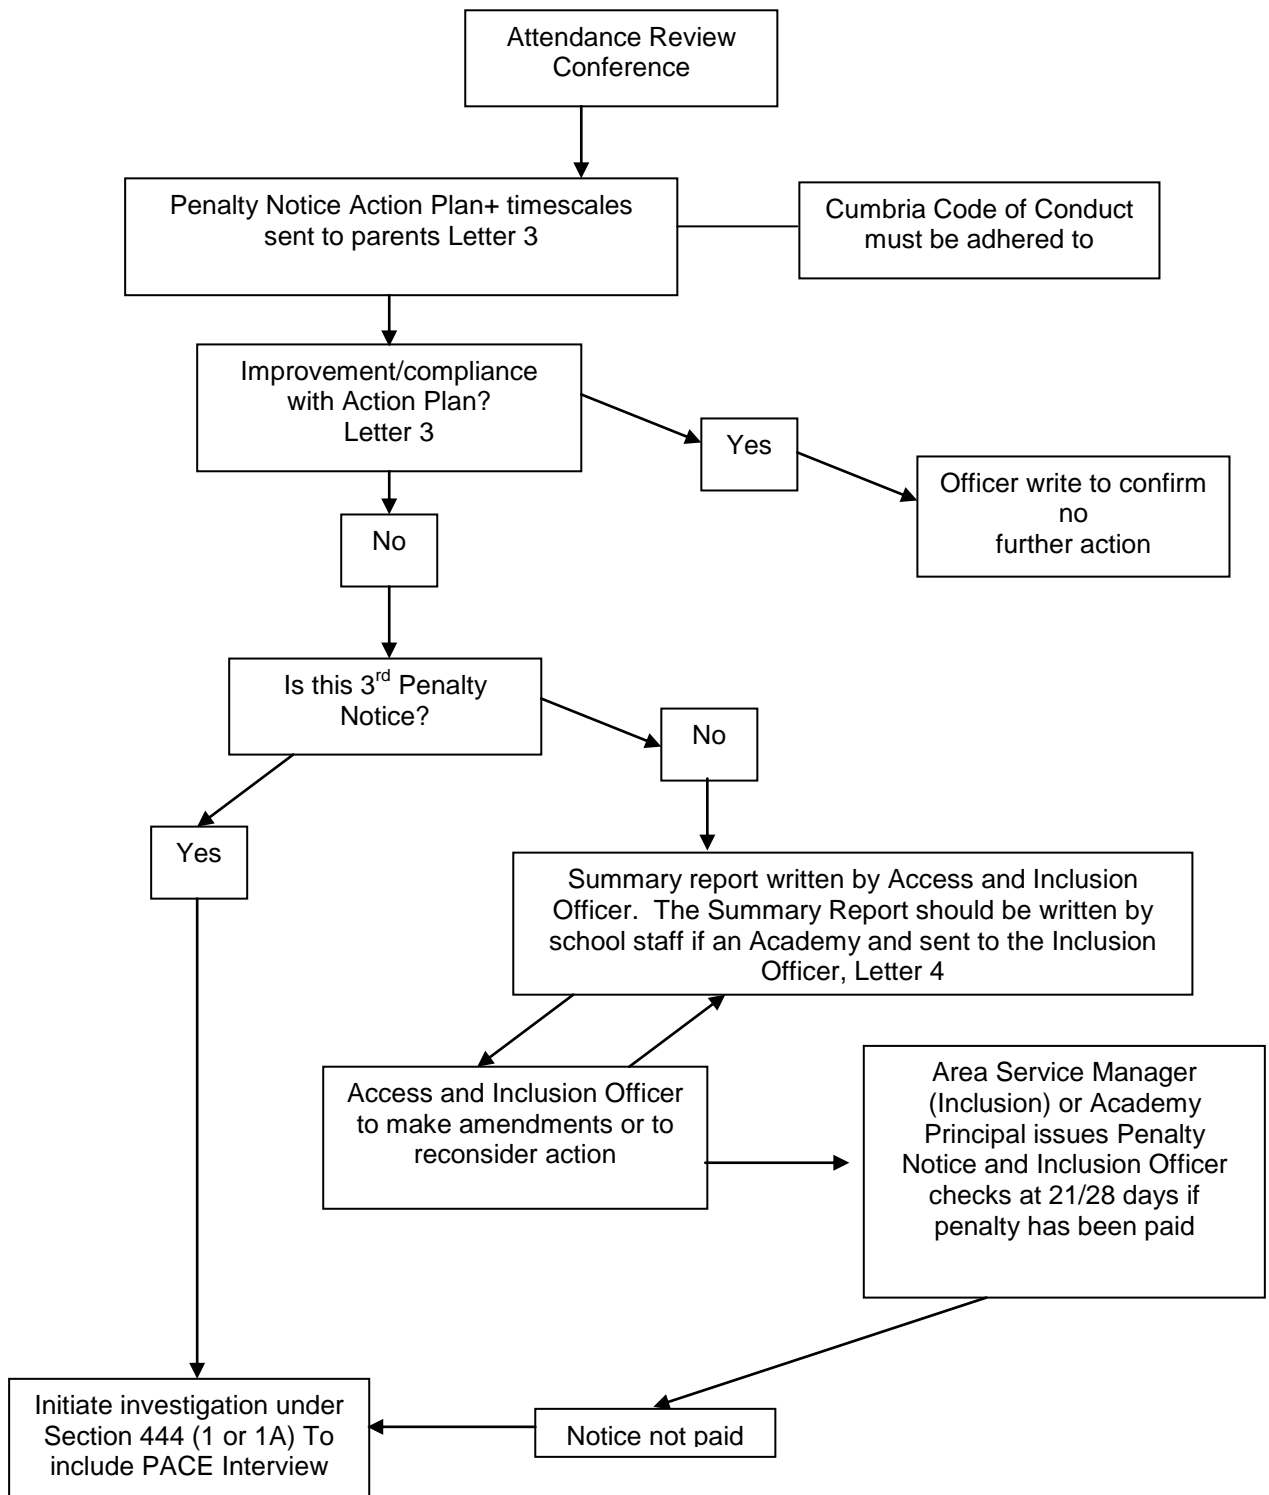 Attendance Review
Conference
Penalty Notice Action Plan+ timescales
sent to parents Letter 3
Cumbria Code of Conduct
must be adhered to
Improvement/compliance
with Action Plan?
Letter 3
Yes
Officer write to confirm
no
further action
No
Is this 3rd Penalty
Notice?
No
Yes
Summary report written by Access and Inclusion
Officer.  The Summary Report should be written by
school staff if an Academy and sent to the Inclusion
Officer, Letter 4
Access and Inclusion Officer
to make amendments or to
reconsider action
Area Service Manager
(Inclusion) or Academy
Principal issues Penalty
Notice and Inclusion Officer
checks at 21/28 days if
penalty has been paid
Initiate investigation under
Section 444 (1 or 1A) To
include PACE Interview
Notice not paid